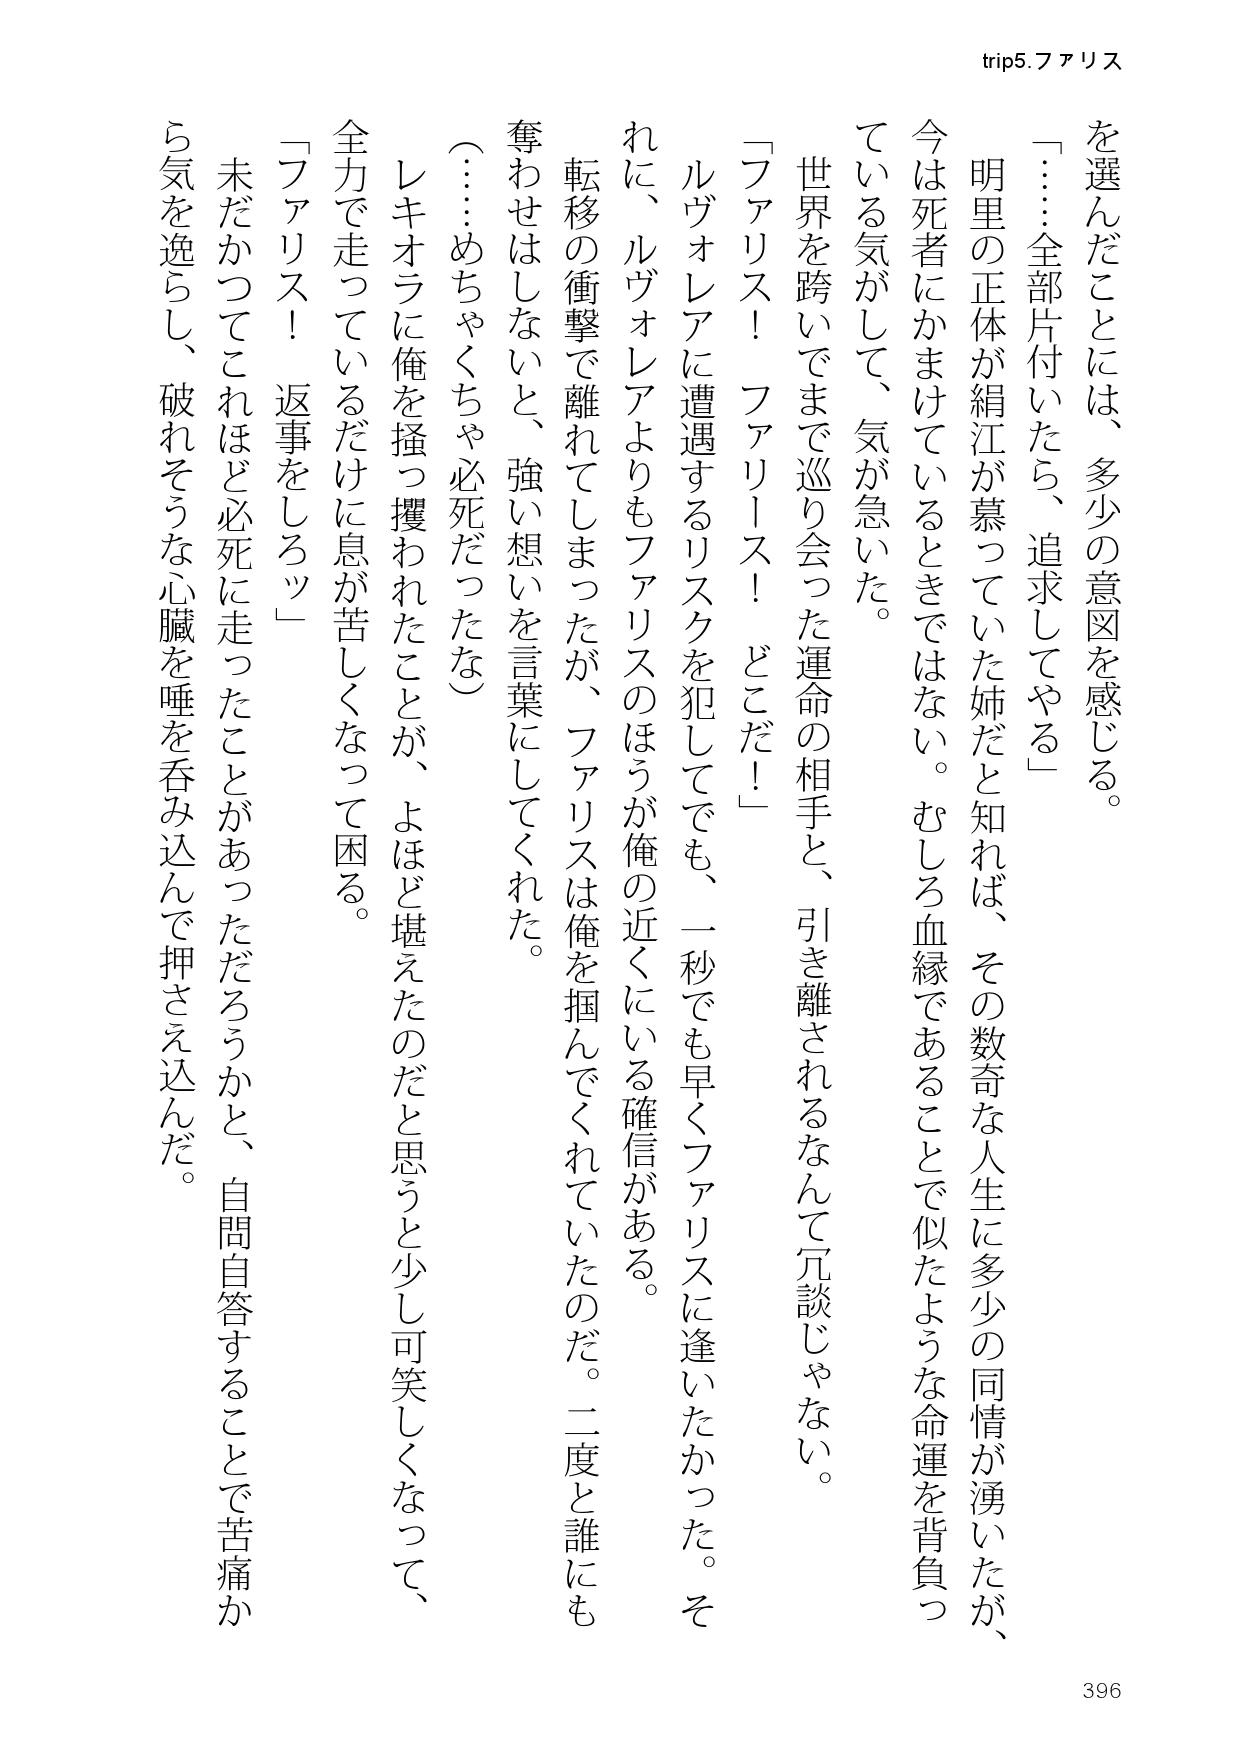 trip5.ファリス
を選んだことには、多少の意図を感じる。
「……全部片付いたら、追求してやる」
　明里の正体が絹江が慕っていた姉だと知れば、その数奇な人生に多少の同情が湧いたが、
今は死者にかまけているときではない。むしろ血縁であることで似たような命運を背負っ
ている気がして、気が急いた。
　世界を跨いでまで巡り会った運命の相手と、引き離されるなんて冗談じゃない。
「ファリス！　ファリース！　どこだ！」
　ルヴォレアに遭遇するリスクを犯してでも、一秒でも早くファリスに逢いたかった。そ
れに、ルヴォレアよりもファリスのほうが俺の近くにいる確信がある。
　転移の衝撃で離れてしまったが、ファリスは俺を掴んでくれていたのだ。二度と誰にも
奪わせはしないと、強い想いを言葉にしてくれた。
（……めちゃくちゃ必死だったな）
　レキオラに俺を掻っ攫われたことが、よほど堪えたのだと思うと少し可笑しくなって、
全力で走っているだけに息が苦しくなって困る。
「ファリス！　返事をしろッ」
　未だかつてこれほど必死に走ったことがあっただろうかと、自問自答することで苦痛か
ら気を逸らし、破れそうな心臓を唾を呑み込んで押さえ込んだ。
396